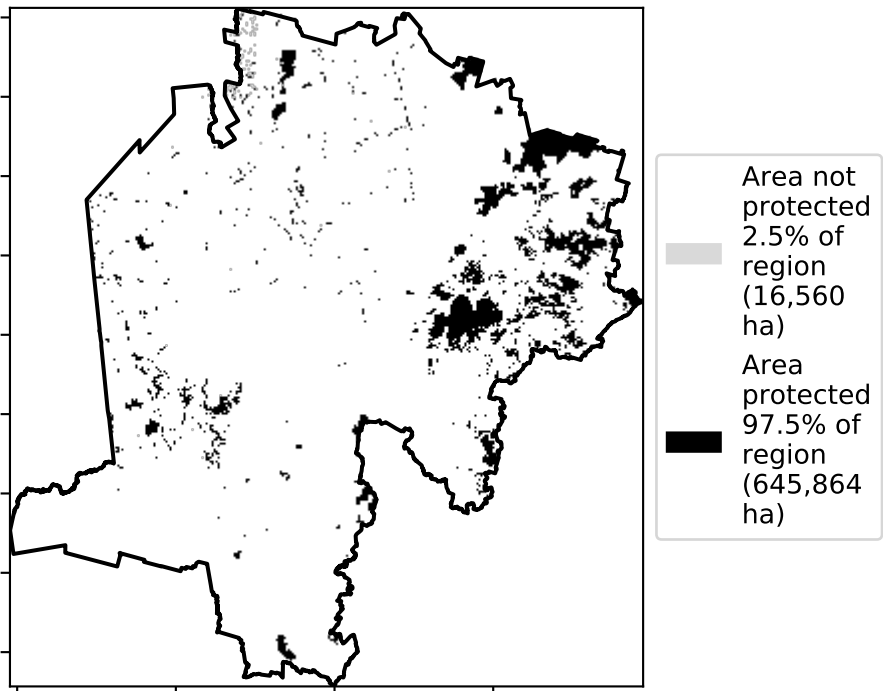 Area not
protected
2.5% of
region
(16,560
ha)
Area
protected
97.5% of
region
(645,864
ha)